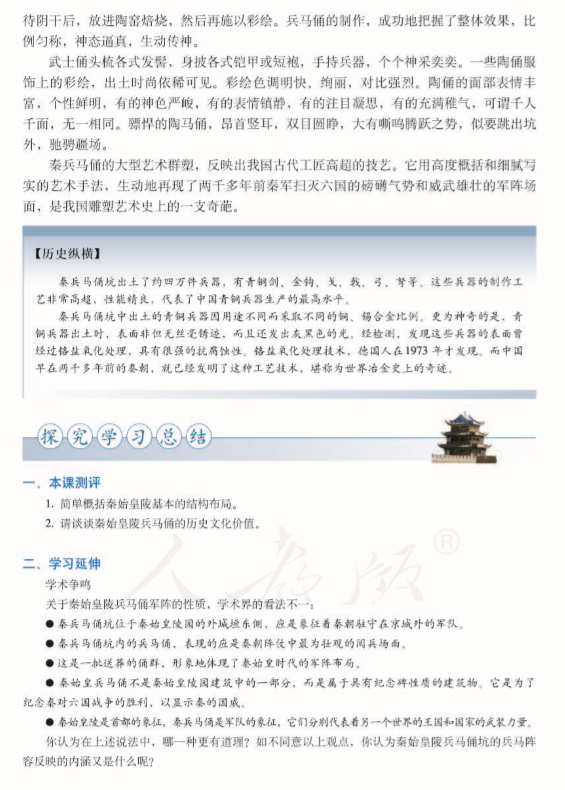 待阴干后，放进陶窑焙烧，然后再施以彩绘。兵马俑的制作，成功地把握了整体效果，比
例匀称，神态逼真，生动传神。
武士俑头梳各式发髻，身披各式铠甲或短袍，手持兵器，个个神采奕奕。一些陶俑服
饰上的彩绘，出土时尚依稀可见。彩绘色调明快、绚丽，对比强烈。陶俑的面部表情丰
富，个性鲜明，有的神色严峻，有的表情镇静，有的注目凝思，有的充满稚气，可谓千人
千面，无一相同。骠悍的陶马俑，昂首竖耳，双目圆睁，大有嘶鸣腾跃之势，似要跳出坑
外，驰骋疆场。
秦兵马俑的大型艺术群塑，反映出我国古代工匠高超的技艺。它用高度概括和细腻写
实的艺术手法，生动地再现了两千多年前秦军扫灭六国的磅礴气势和威武雄壮的军阵场
面，是我国雕塑艺术史上的一支奇葩。
【历史纵横】
秦兵马俑坑出土了约四万件兵器，有青铜剑、金钩、戈、戟、弓、弩等。这些兵器的制作工
艺非常高超，性能精良，代表了中国青铜兵器生产的最高水平。
秦兵马俑坑中出土的青铜兵器因用途不同而采取不同的铜、锡合金比例。更为神奇的是，青
铜兵器出土时，表面非但无丝毫锈迹，而且还发出灰黑色的光。经检测，发现这些兵器的表面曾
经过铬盐氧化处理，具有很强的抗腐蚀性。铬盐氧化处理技术，德国人在1973 年才发现。而中国
早在两千多年前的秦朝，就已经发明了这种工艺技术，堪称为世界冶金史上的奇迹。
探究学习总结
一、本课测评
1. 简单概括秦始皇陵基本的结构布局。
2. 请谈谈秦始皇陵兵马俑的历史文化价值。
二、学习延伸
学术争鸣
关于秦始皇陵兵马俑军阵的性质，学术界的看法不一：
●秦兵马俑坑位于秦始皇陵园的外城垣东侧，应是象征着秦朝驻守在京城外的军队。
●秦兵马俑坑内的兵马俑，表现的应是秦朝阵仗中最为壮观的阅兵场面。
●这是一批送葬的俑群，形象地体现了秦始皇时代的军阵布局。
●秦始皇兵马俑不是秦始皇陵园建筑中的一部分，而是属于具有纪念碑性质的建筑物。它是为了
纪念秦对六国战争的胜利，以显示秦的国威。
●秦始皇陵是首都的象征，秦兵马俑是军队的象征，它们分别代表着另一个世界的王国和国家的武装力量。
你认为在上述说法中，哪一种更有道理？如不同意以上观点，你认为秦始皇陵兵马俑坑的兵马阵
容反映的内涵又是什么呢？
人教版®